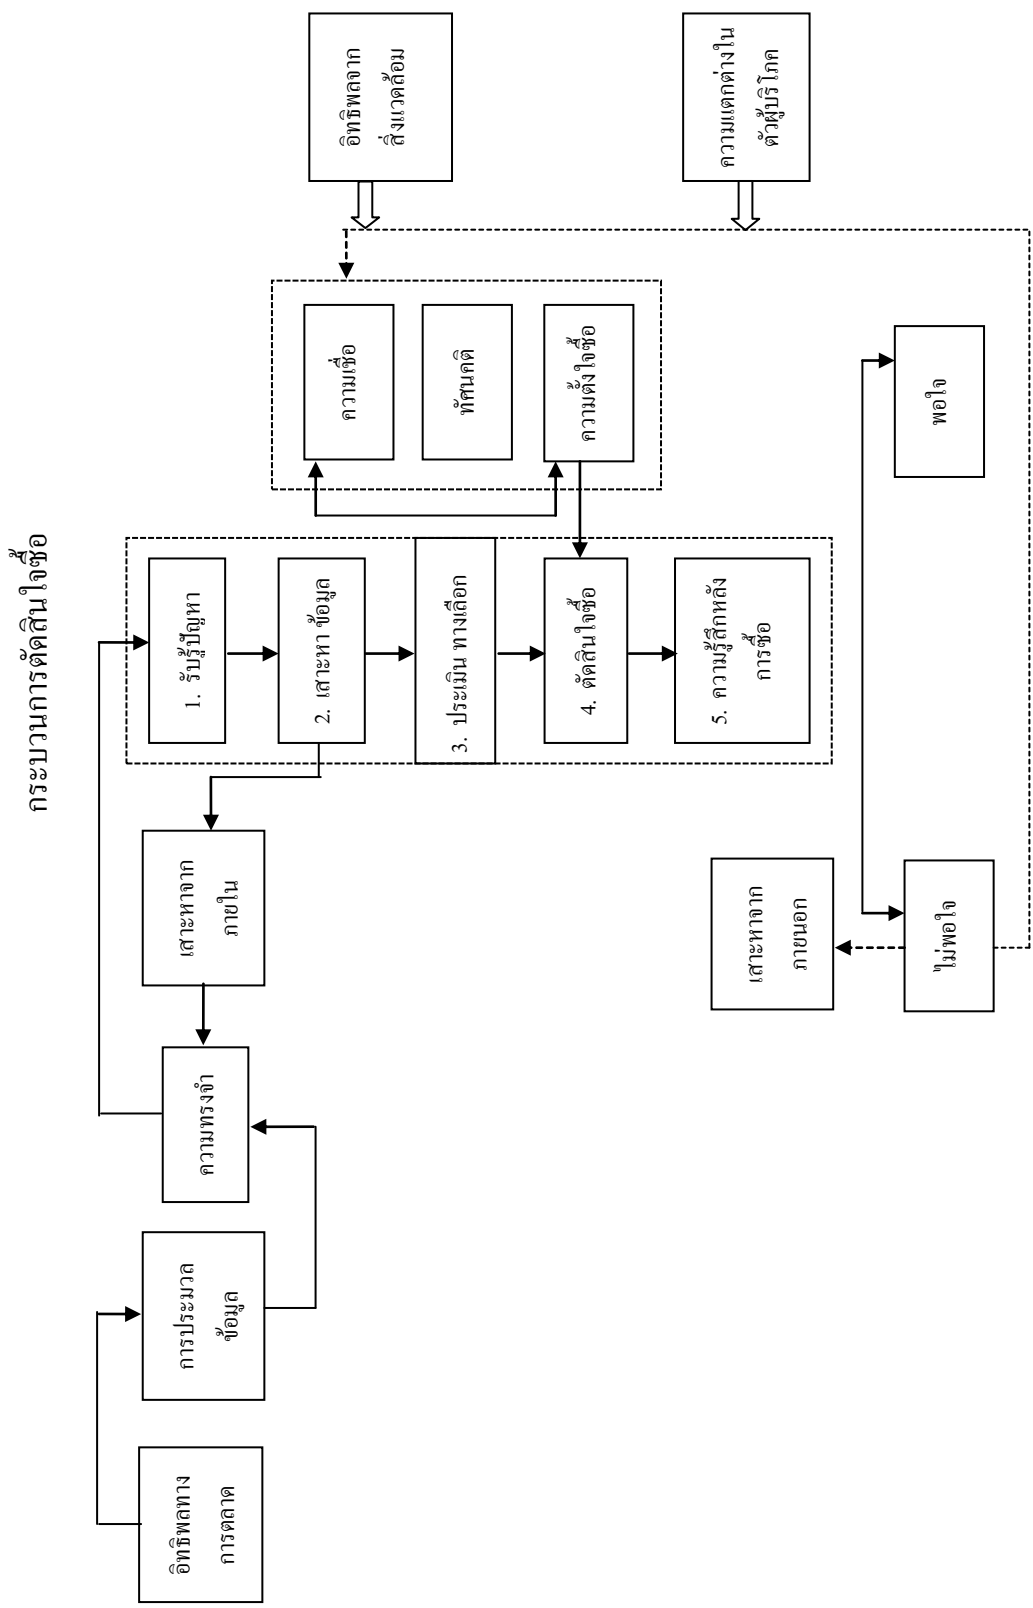 กระบวนการตัดสินใจซื้อ
อิทธิพลทาง
การตลาด
การประมวล
ข้อมูล
ความทรงจำ
เสาะหาจาก
ภายใน
1. รับรู้ปัญหา
2. เสาะหา ข้อมูล
3. ประเมิน ทางเลือก
4. ตัดสินใจซื้อ
5. ความรู้สึกหลัง
การซื้อ
ความเชื่อ
ทัศนคติ
ความตั้งใจซื้อ
อิทธิพลจาก
สิ่งแวดล้อม
ความแตกต่างใน
ตัวผู้บริโภค
เสาะหาจาก
ภายนอก
ไม่พอใจ
พอใจ